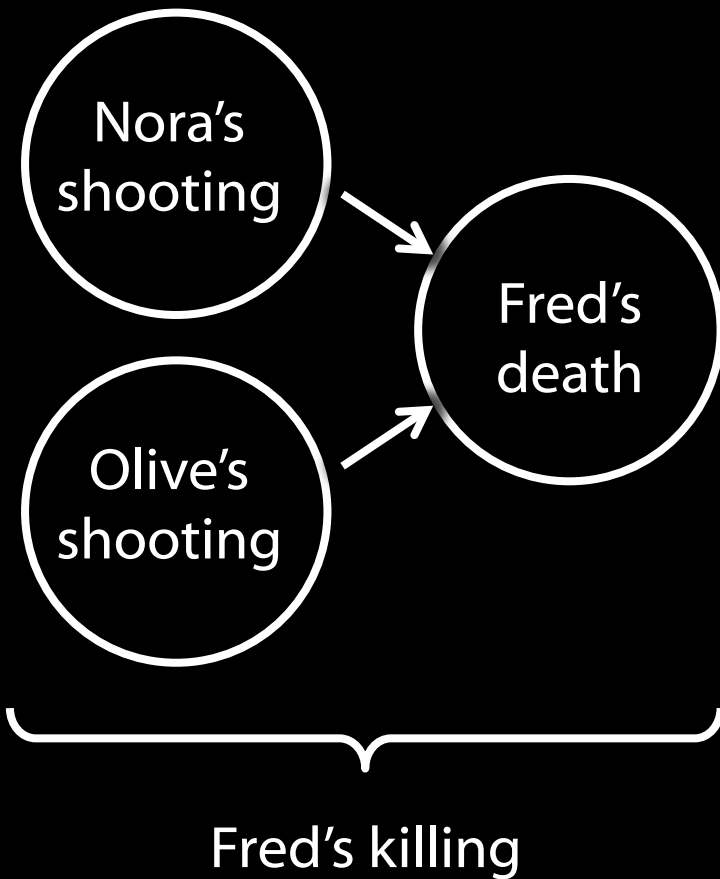 Nora’s
shooting
Fred’s
death
Olive’s
shooting
Fred’s killing